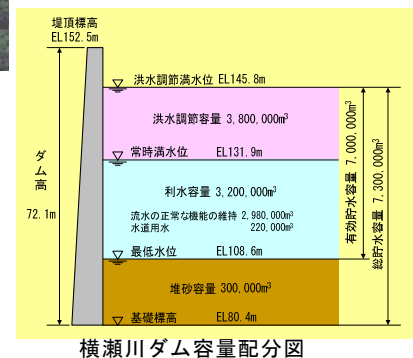 堤頂標高
EL152.5m
洪水調節満水位 EL145.8m
洪水調節容量 3,800,000m³
常時満水位 EL131.9m
利水容量 3,200,000m³
流水の正常な機能の維持 2,980,000m³
水道用水 220,000m³
最低水位 EL108.6m
堆砂容量 300,000m³
基礎標高 EL80.4m
ダム高
72.1m
有効貯水容量 7,000,000m³
総貯水容量 7,300,000m³
横瀬川ダム容量配分図